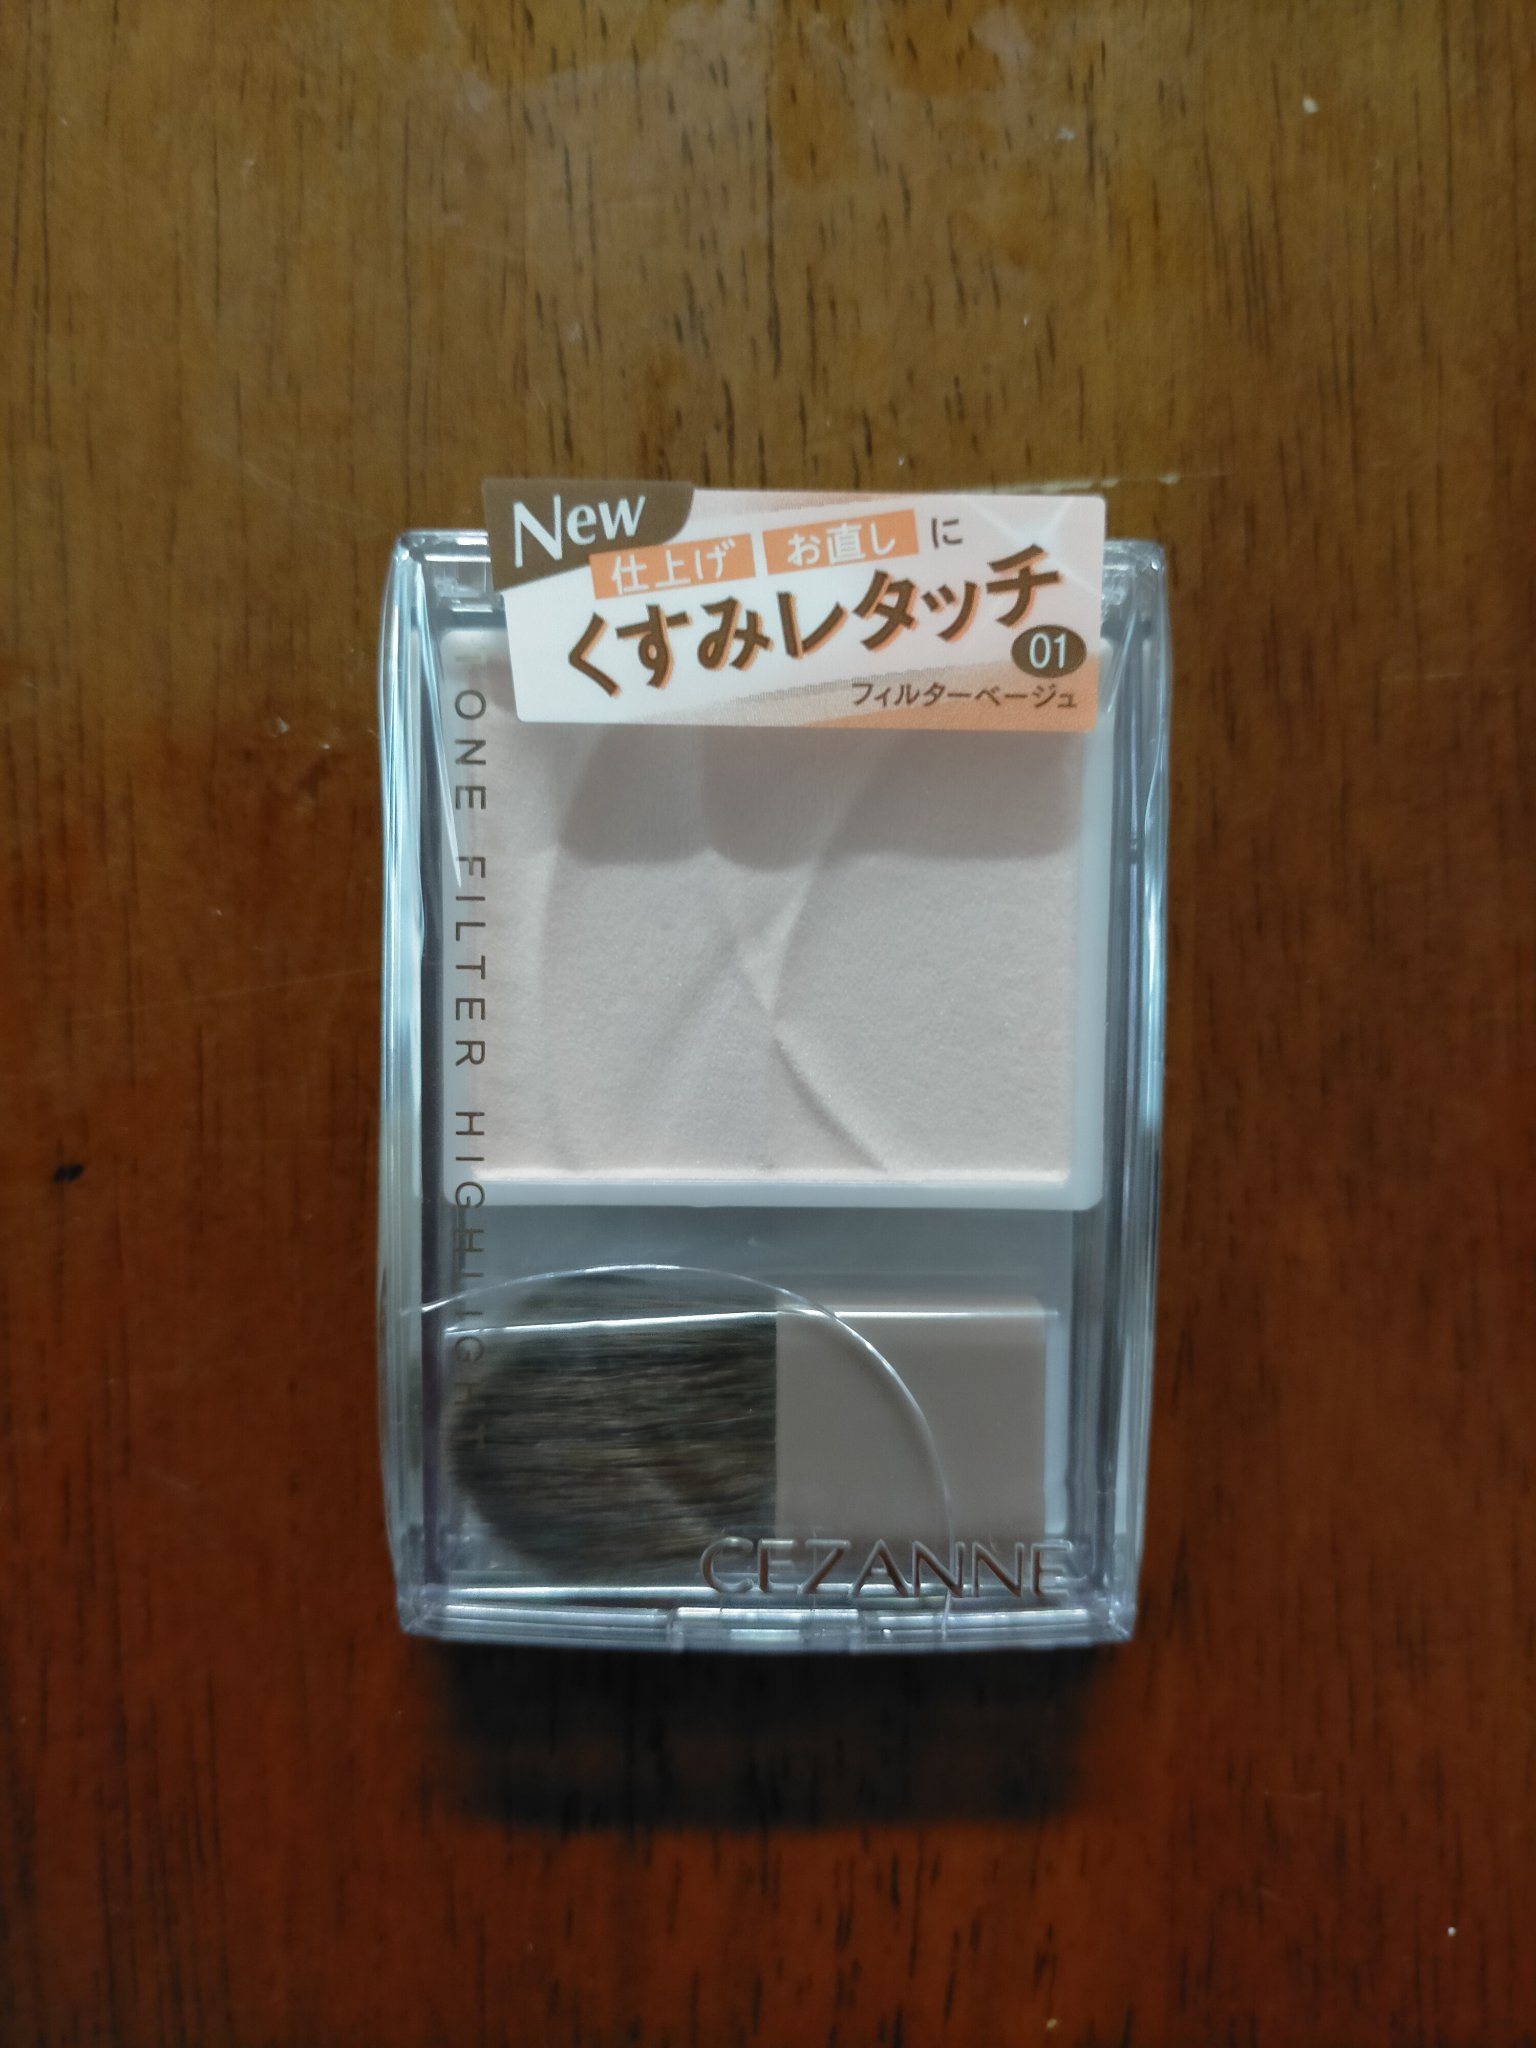 New
仕上げ お直し に
くすみレタッチ
01
フィルターベージュ
TONE FILTER HIGHLIGHT
CEZANNE